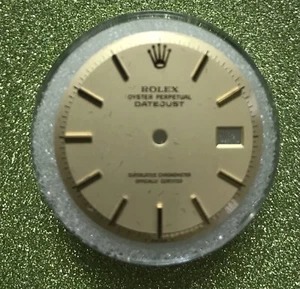 ROLEX
OYSTER PERPETUAL
DATEJUST
SUPERLATIVE CHRONOMETER
OFFICIALLY CERTIFIED